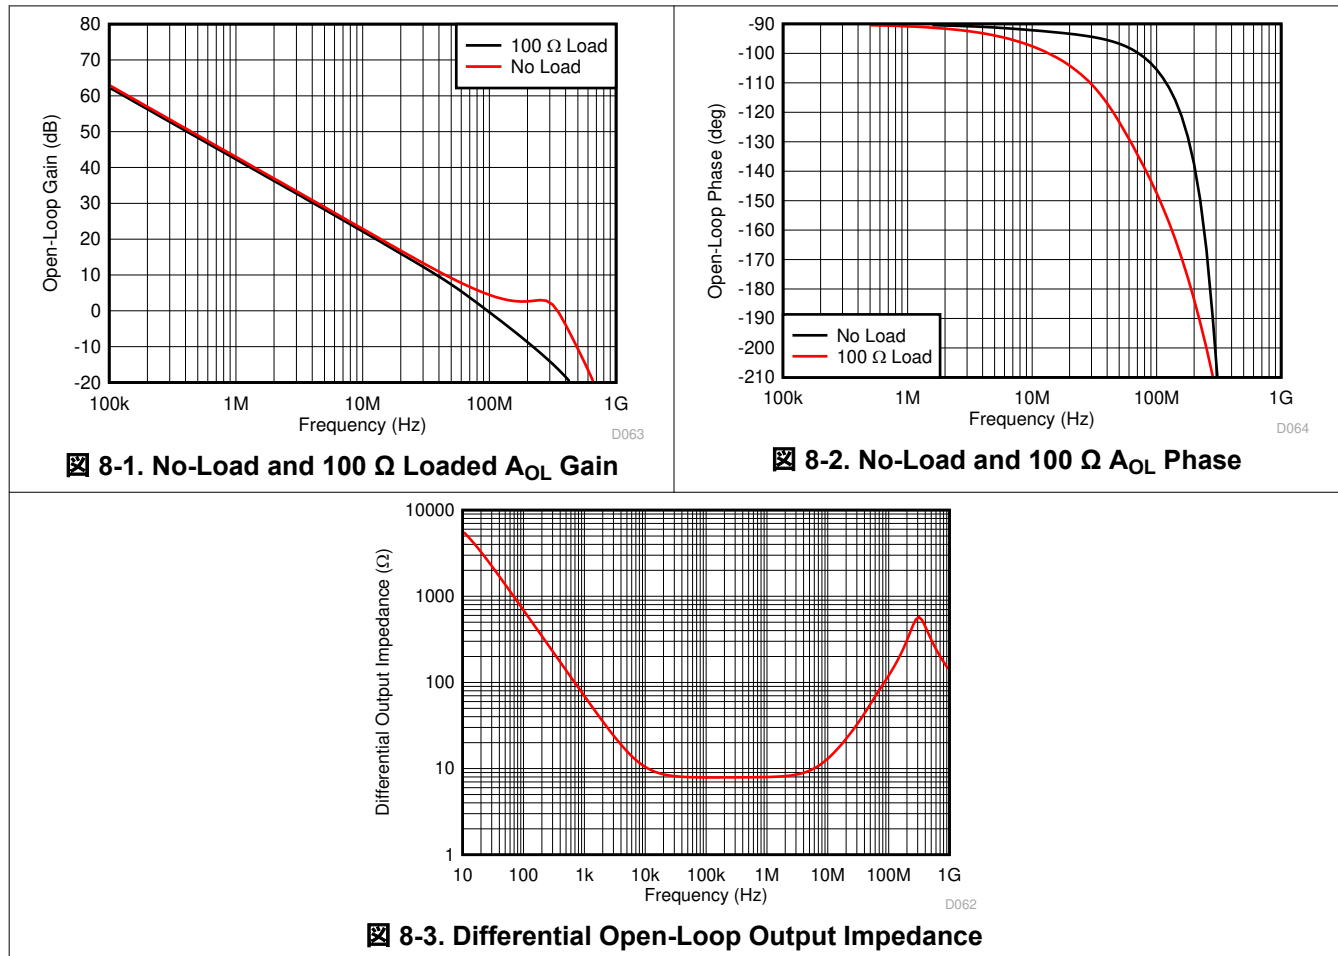 80
70
60
50
40
30
20
10
0
-10
-20
Open-Loop Gain (dB)
100 Ω Load
No Load
100k
1M
10M
100M
1G
Frequency (Hz)
D063
図 8-1. No-Load and 100 Ω Loaded AOL Gain
-90
-100
-110
-120
-130
-140
-150
-160
-170
-180
-190
-200
-210
Open-Loop Phase (deg)
No Load
100 Ω Load
100k
1M
10M
100M
1G
Frequency (Hz)
D064
図 8-2. No-Load and 100 Ω AOL Phase
10000
1000
100
10
1
Differential Output Impedance (Ω)
10
100
1k
10k
100k
1M
10M
100M
1G
Frequency (Hz)
D062
図 8-3. Differential Open-Loop Output Impedance